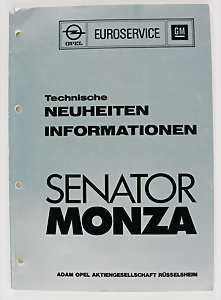 OPEL EUROSERVICE GM
Technische
NEUHEITEN
INFORMATIONEN
SENATOR
MONZA
ADAM OPEL AKTIENGESELLSCHAFT RÜSSELSHEIM